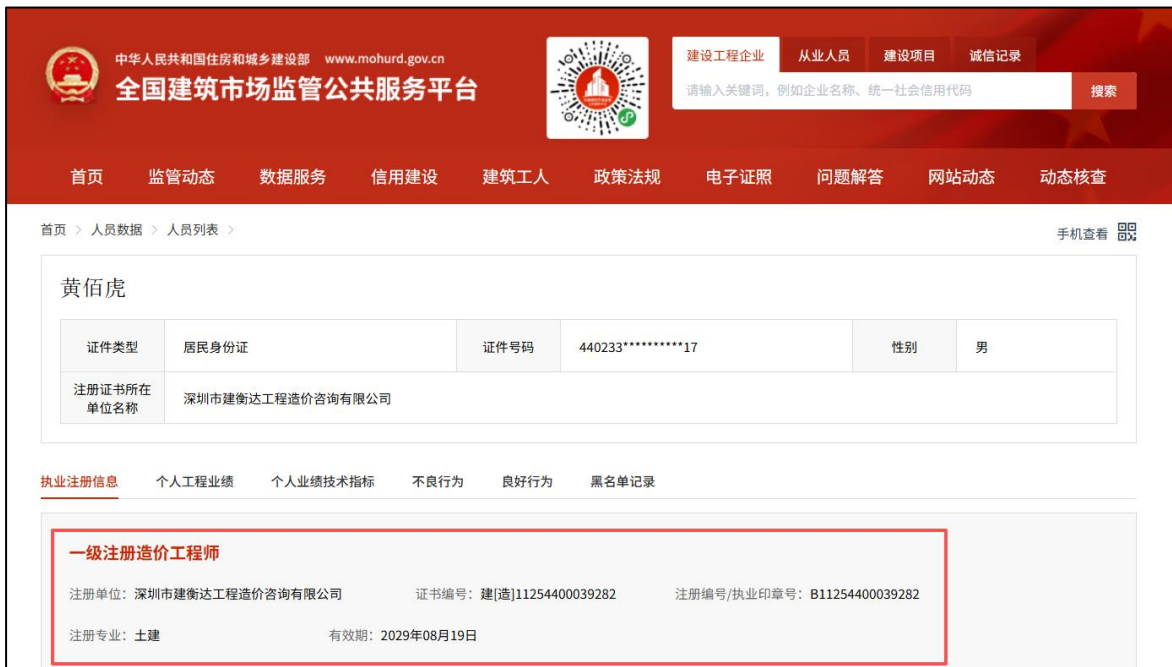 中华人民共和国住房和城乡建设部 www.mohurd.gov.cn
全国建筑市场监管公共服务平台
建设工程企业 从业人员 建设项目 诚信记录
请输入关键词，例如企业名称、统一社会信用代码 搜索
首页 监管动态 数据服务 信用建设 建筑工人 政策法规 电子证照 问题解答 网站动态 动态核查
首页 > 人员数据 > 人员列表 >
手机查看
黄佰虎
证件类型 居民身份证 证件号码 440233**********17 性别 男
注册证书所在
单位名称
深圳市建衡达工程造价咨询有限公司
执业注册信息 个人工程业绩 个人业绩技术指标 不良行为 良好行为 黑名单记录
一级注册造价工程师
注册单位：深圳市建衡达工程造价咨询有限公司 证书编号：建[造]11254400039282 注册编号/执业印章号：B11254400039282
注册专业：土建 有效期：2029年08月19日